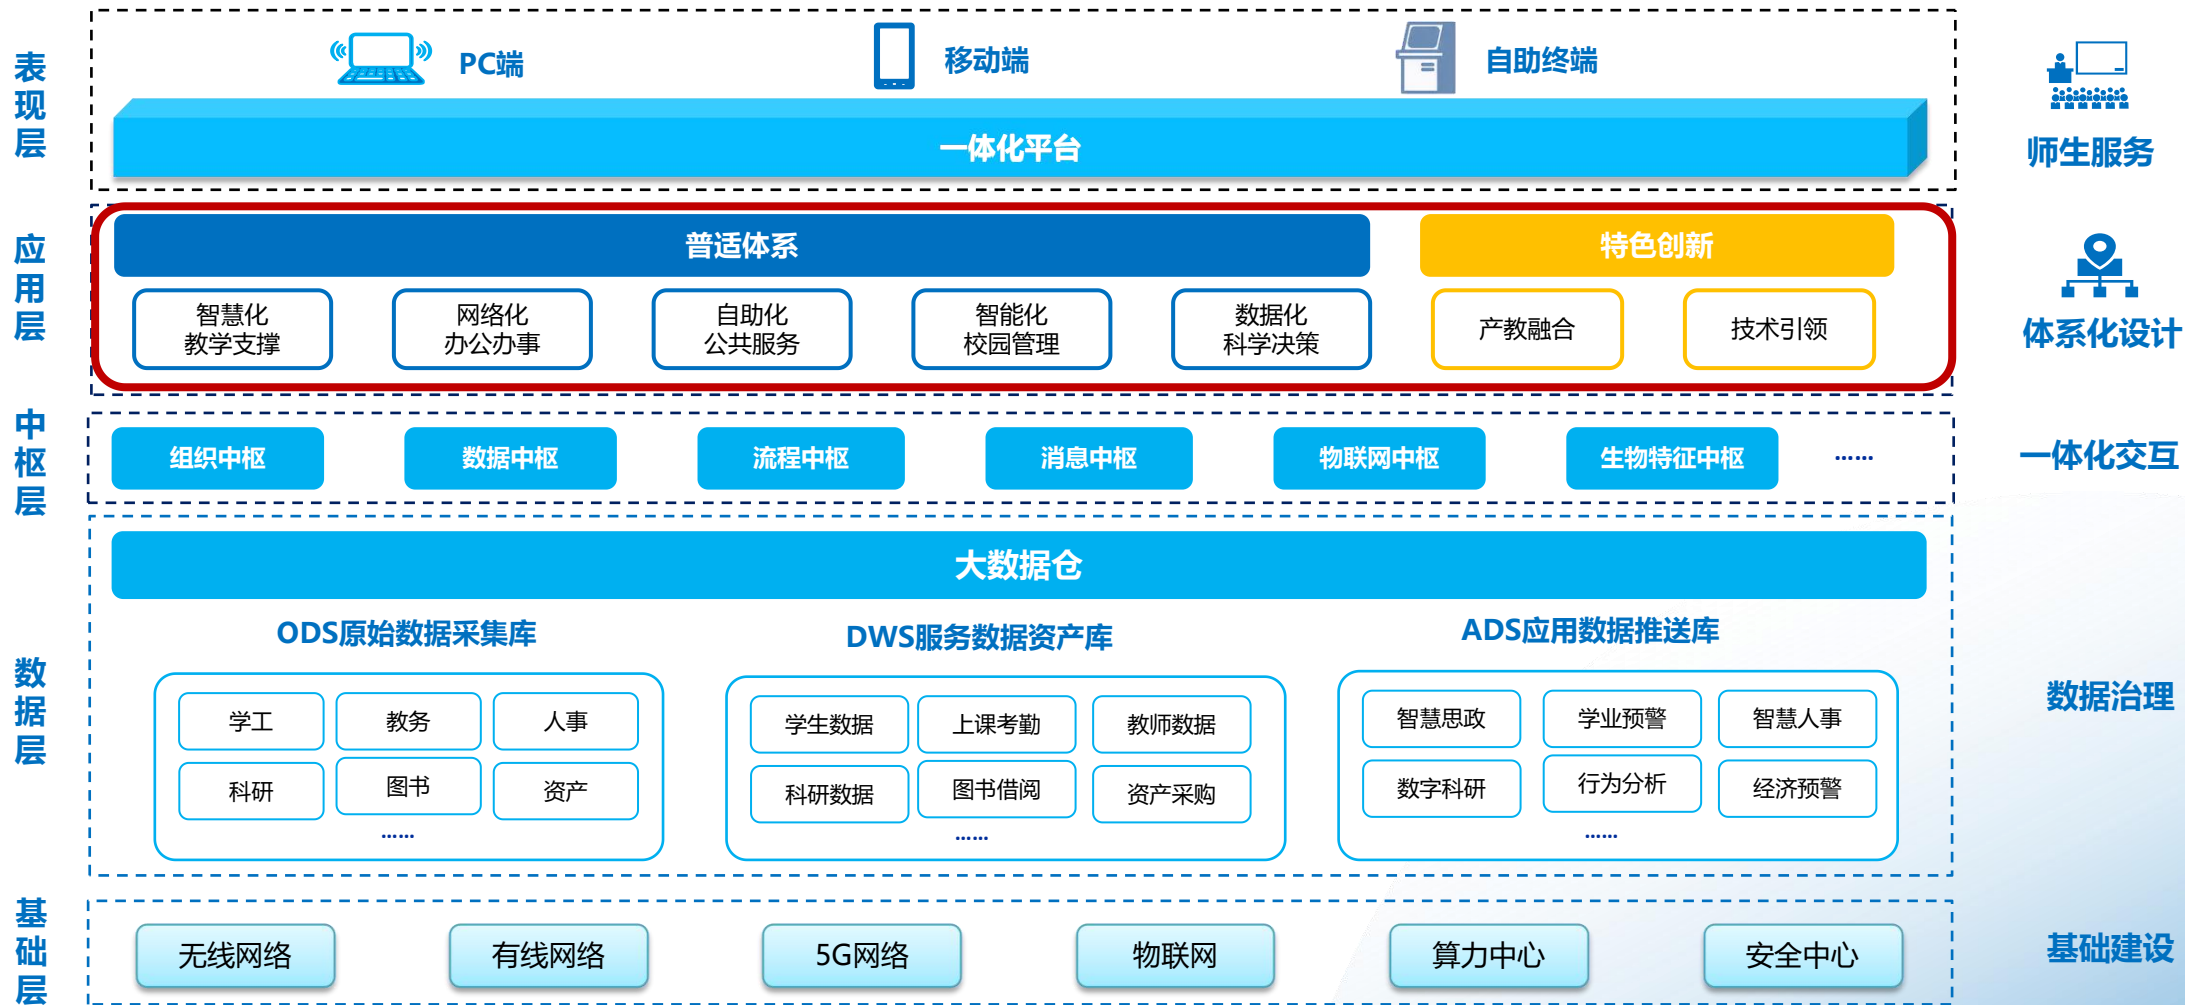 表现层
PC端
移动端
自助终端
一体化平台
师生服务
应用层
普适体系
特色创新
智慧化
教学支撑
网络化
办公办事
自助化
公共服务
智能化
校园管理
数据化
科学决策
产教融合
技术引领
体系化设计
中枢层
组织中枢
数据中枢
流程中枢
消息中枢
物联网中枢
生物特征中枢
......
一体化交互
数据层
大数据仓
ODS原始数据采集库
DWS服务数据资产库
ADS应用数据推送库
学工
教务
人事
科研
图书
资产
......
学生数据
上课考勤
教师数据
科研数据
图书借阅
资产采购
......
智慧思政
学业预警
智慧人事
数字科研
行为分析
经济预警
......
数据治理
基础层
无线网络
有线网络
5G网络
物联网
算力中心
安全中心
基础建设